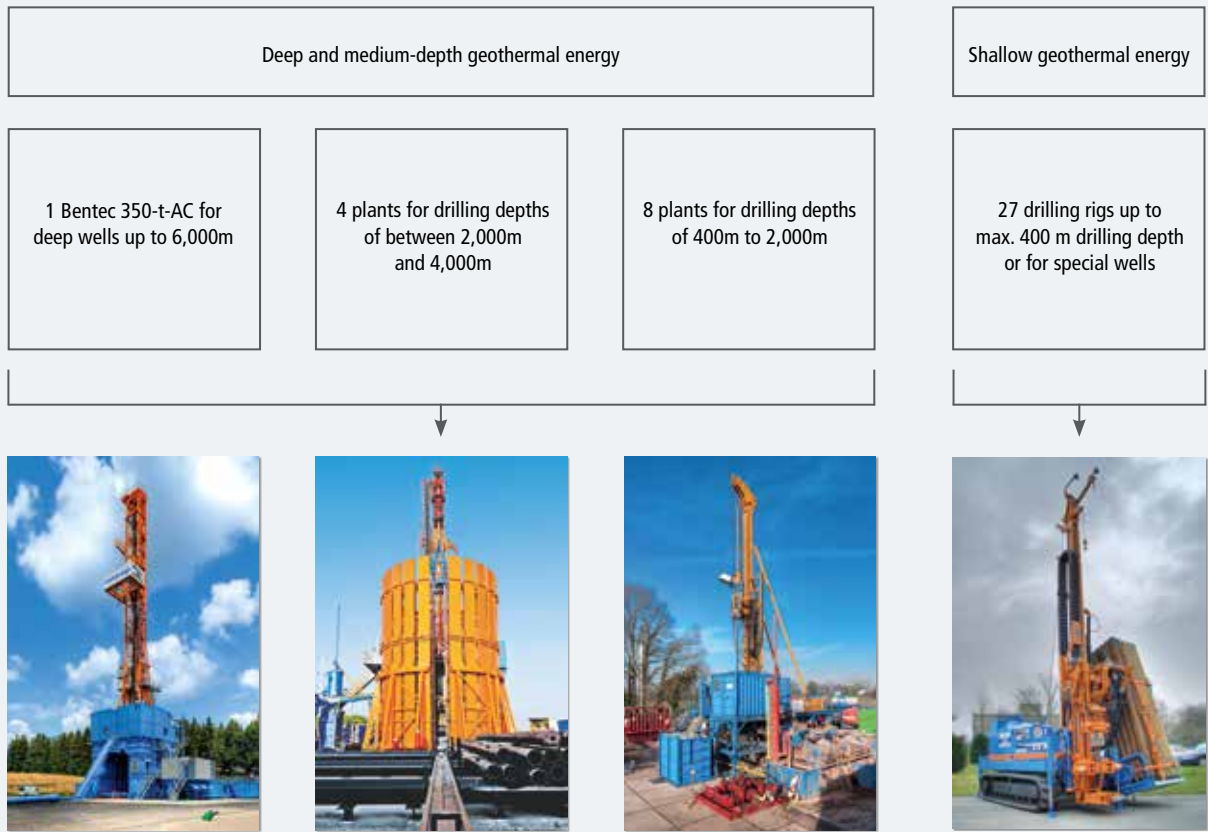 Deep and medium-depth geothermal energy
Shallow geothermal energy
1 Bentec 350-t-AC for
deep wells up to 6,000m
4 plants for drilling depths
of between 2,000m
and 4,000m
8 plants for drilling depths
of 400m to 2,000m
27 drilling rigs up to
max. 400 m drilling depth
or for special wells